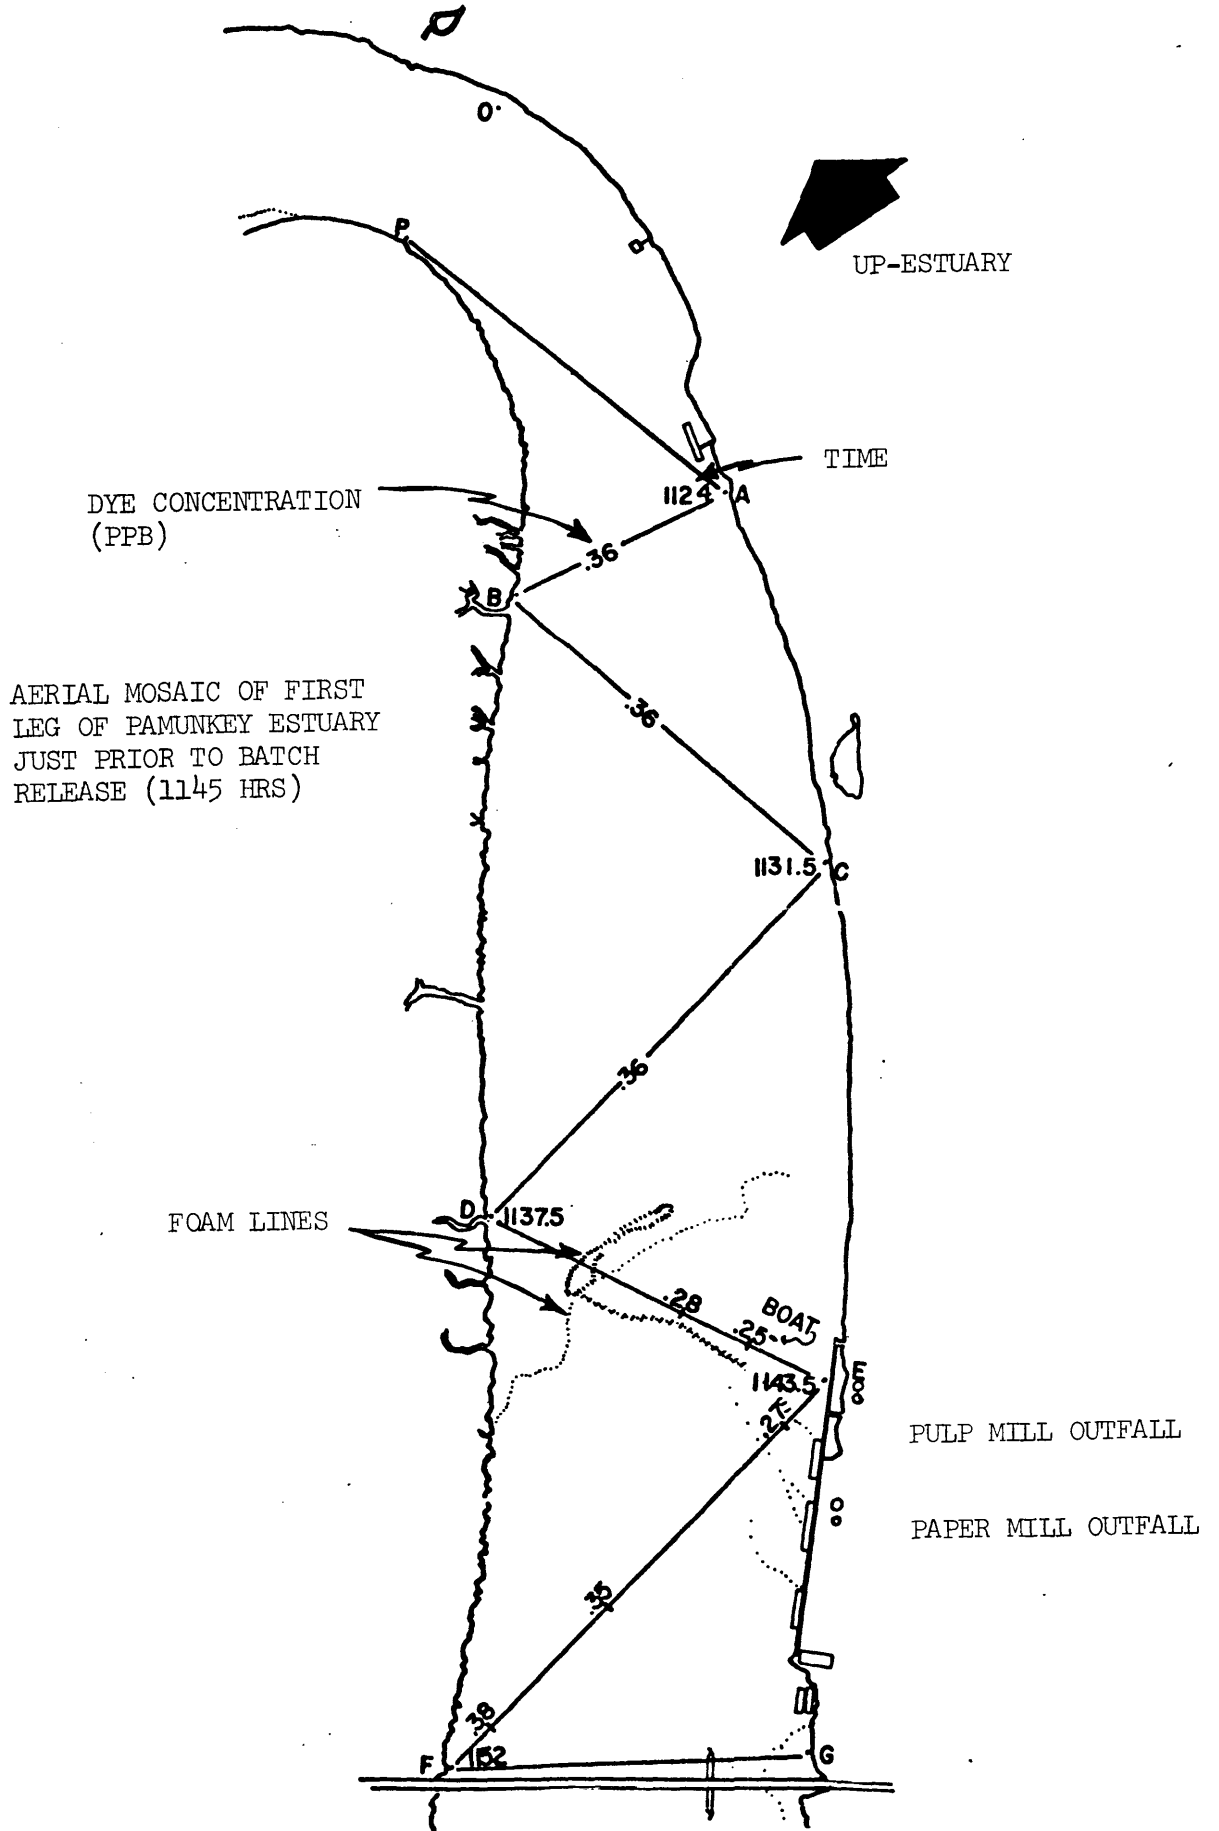 O
P
UP-ESTUARY
TIME
1124
A
DYE CONCENTRATION
(PPB)
.36
B
.36
AERIAL MOSAIC OF FIRST
LEG OF PAMUNKEY ESTUARY
JUST PRIOR TO BATCH
RELEASE (1145 HRS)
1131.5
C
.36
D
1137.5
FOAM LINES
.28
BOAT
.25
1143.5
E
PULP MILL OUTFALL
PAPER MILL OUTFALL
.35
.38
F
1152
G